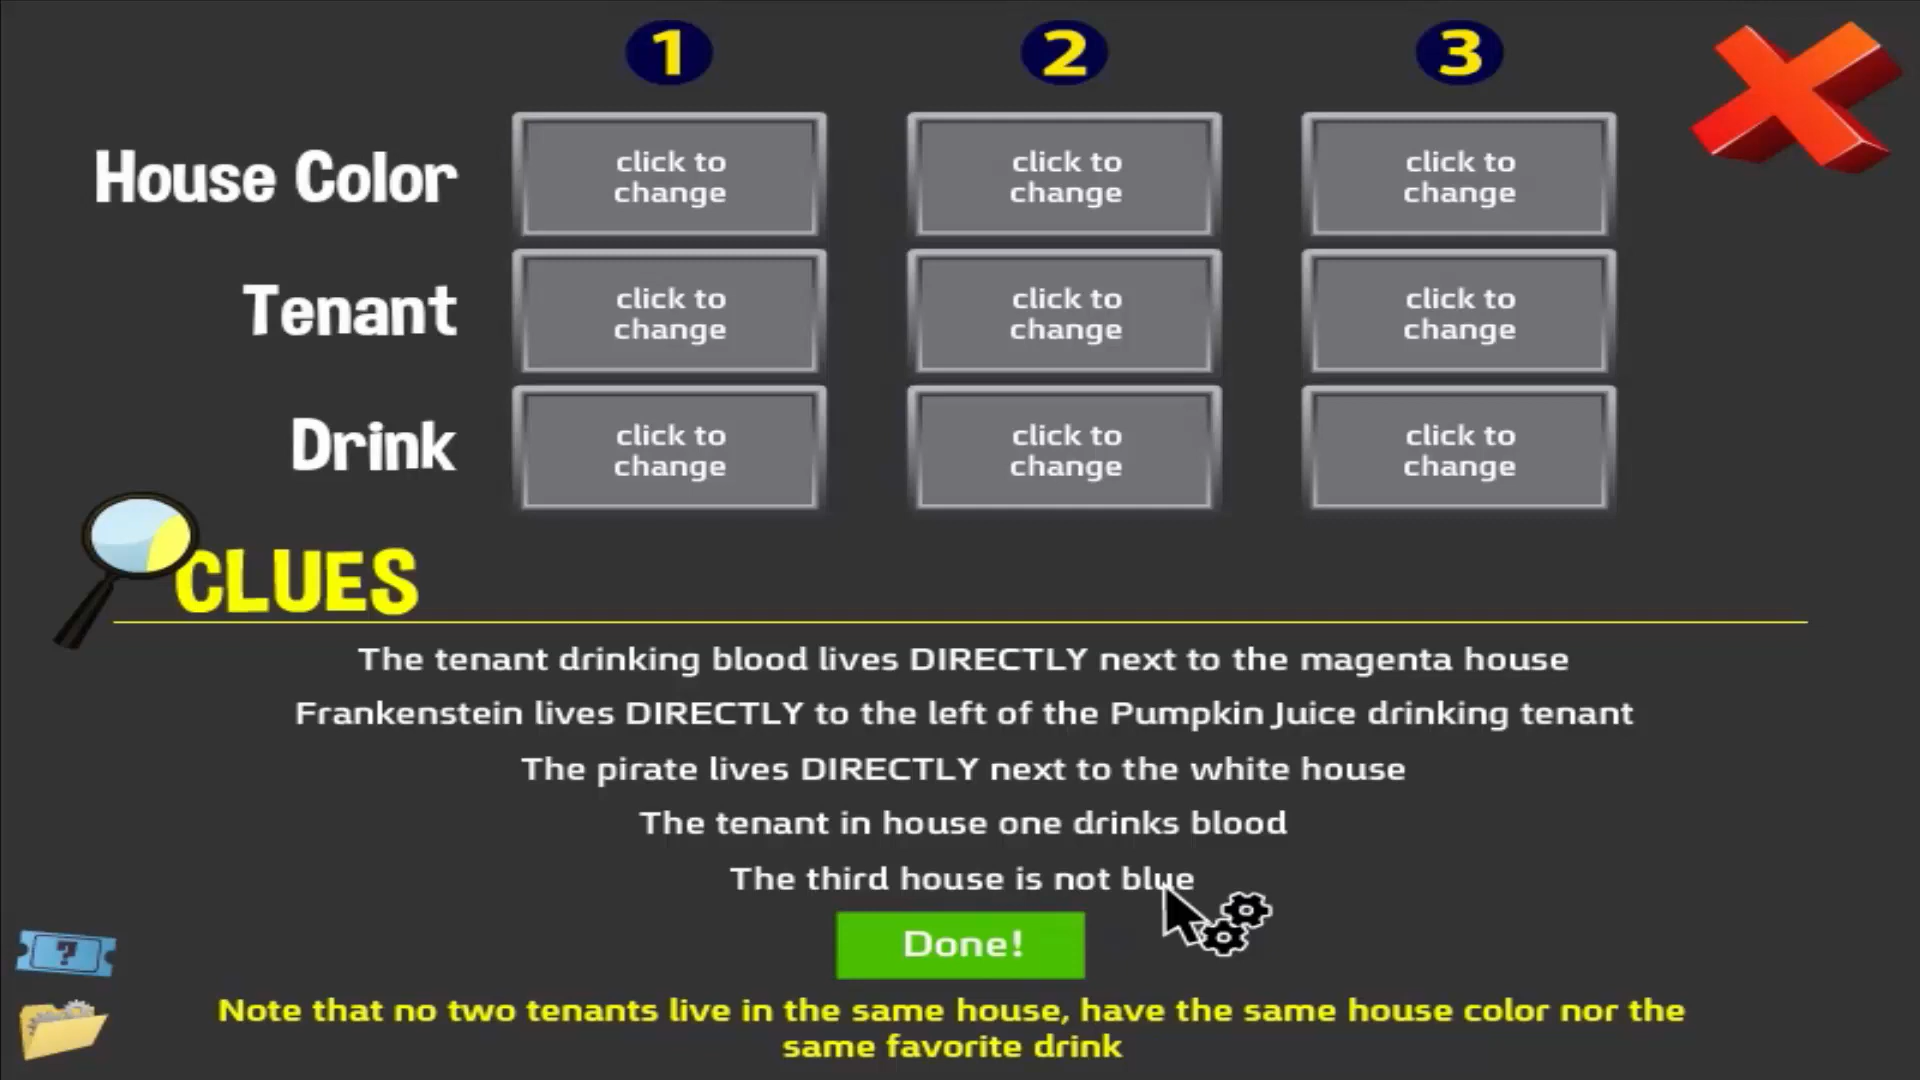 1 2 3
House Color
click to
change
click to
change
click to
change
Tenant
click to
change
click to
change
click to
change
Drink
click to
change
click to
change
click to
change
CLUES
The tenant drinking blood lives DIRECTLY next to the magenta house
Frankenstein lives DIRECTLY to the left of the Pumpkin Juice drinking tenant
The pirate lives DIRECTLY next to the white house
The tenant in house one drinks blood
The third house is not blue
Done!
?
Note that no two tenants live in the same house, have the same house color nor the
same favorite drink